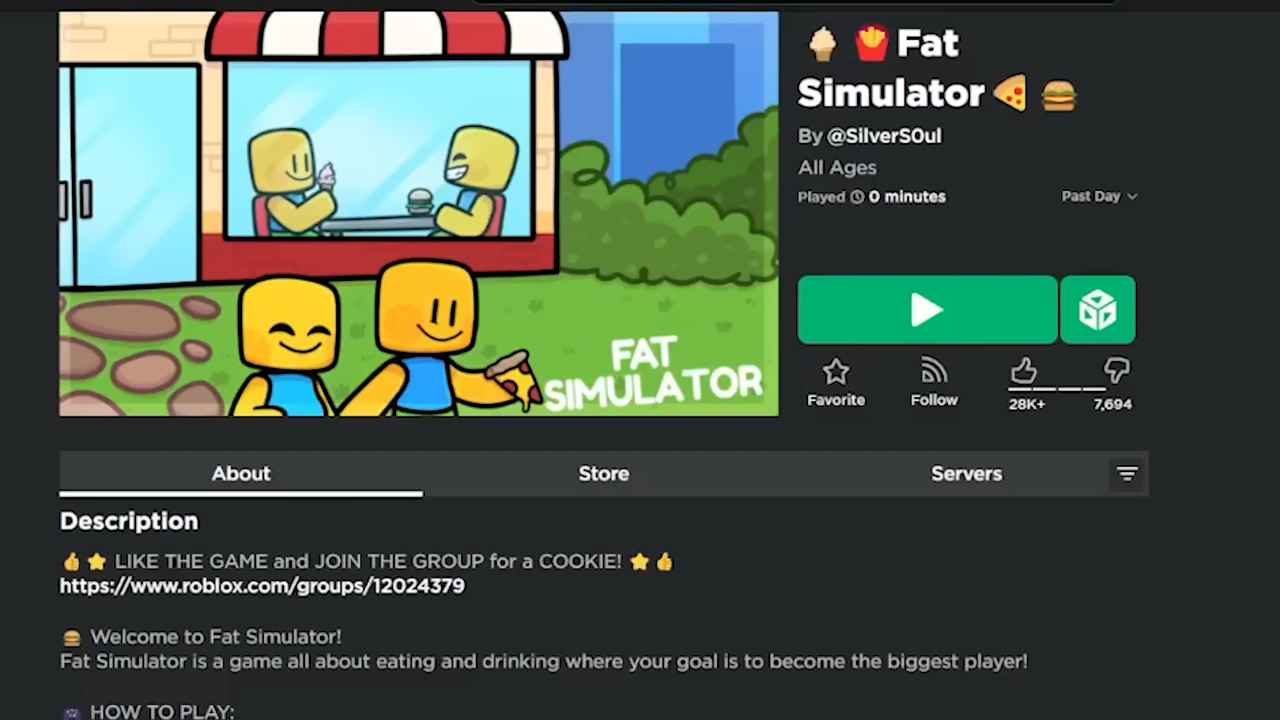 🍦 🍟 Fat
Simulator 🍕 🍔
By @SilverS0ul
All Ages
Played 0 minutes
Past Day
FAT
SIMULATOR
Favorite
Follow
28K+
7,694
About
Store
Servers
Description
👍 ⭐ LIKE THE GAME and JOIN THE GROUP for a COOKIE! ⭐ 👍
https://www.roblox.com/groups/12024379
🍔 Welcome to Fat Simulator!
Fat Simulator is a game all about eating and drinking where your goal is to become the biggest player!
HOW TO PLAY: